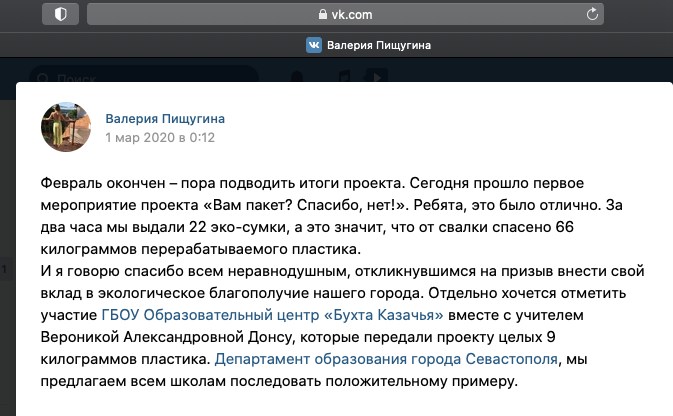 vk.com
Валерия Пищугина
Поиск
Валерия Пищугина
1 мар 2020 в 0:12
Февраль окончен – пора подводить итоги проекта. Сегодня прошло первое
мероприятие проекта «Вам пакет? Спасибо, нет!». Ребята, это было отлично. За
два часа мы выдали 22 эко-сумки, а это значит, что от свалки спасено 66
килограммов перерабатываемого пластика.
И я говорю спасибо всем неравнодушным, откликнувшимся на призыв внести свой
вклад в экологическое благополучие нашего города. Отдельно хочется отметить
участие ГБОУ Образовательный центр «Бухта Казачья» вместе с учителем
Вероникой Александровной Донсу, которые передали проекту целых 9
килограммов пластика. Департамент образования города Севастополя, мы
предлагаем всем школам последовать положительному примеру.
1